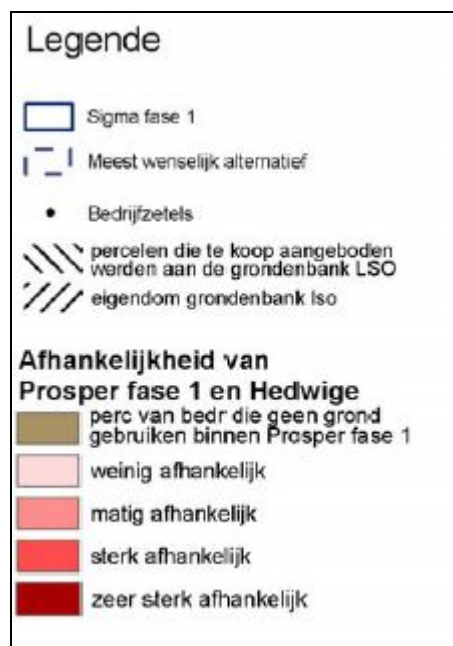 Legende
Sigma fase 1
Meest wenselijk alternatief
Bedrijfzetels
percelen die te koop aangeboden
werden aan de grondenbank LSO
eigendom grondenbank lso
Afhankelijkheid van
Prosper fase 1 en Hedwige
perc van bedr die geen grond
gebruiken binnen Prosper fase 1
weinig afhankelijk
matig afhankelijk
sterk afhankelijk
zeer sterk afhankelijk